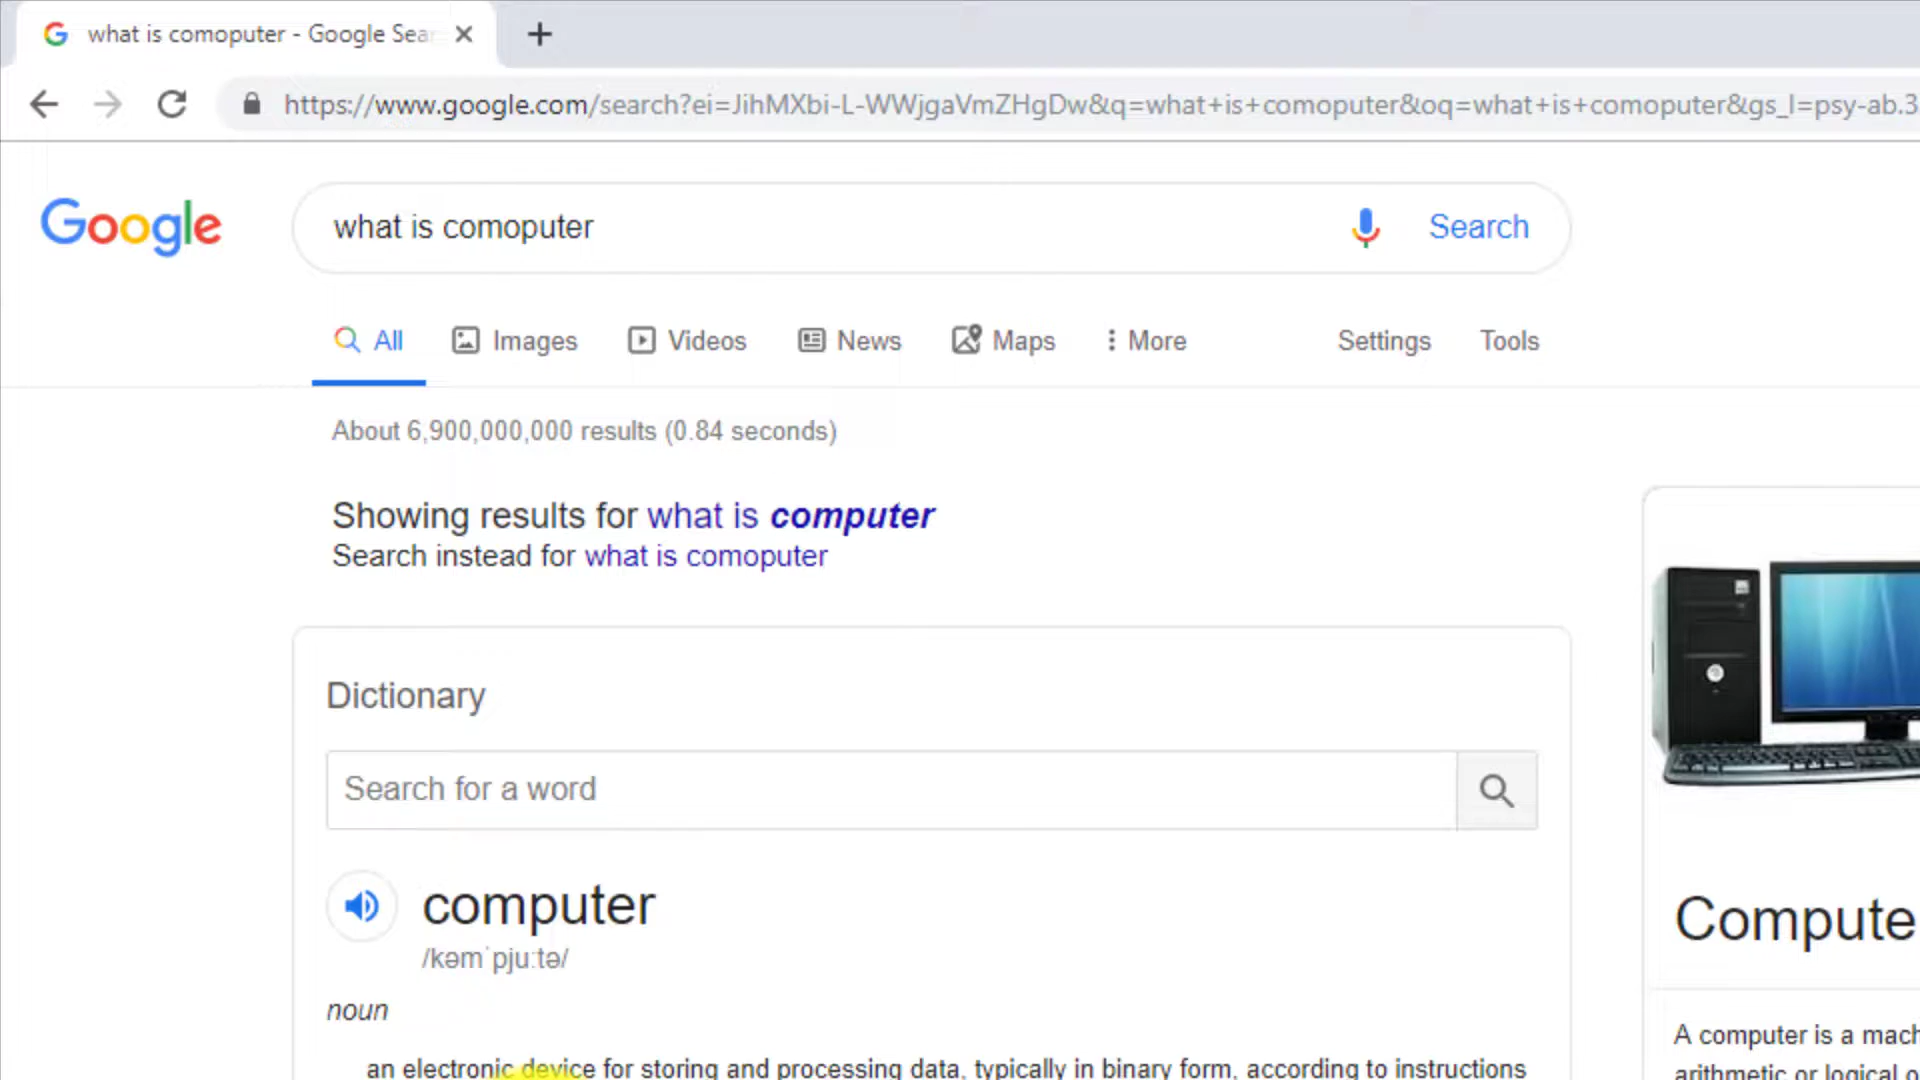 what is comoputer - Google Sea
https://www.google.com/search?ei=JihMXbi-L-WWjgaVmZHgDw&q=what+is+comoputer&oq=what+is+comoputer&gs_l=psy-ab.3
Google
what is comoputer
Search
All Images Videos News Maps More Settings Tools
About 6,900,000,000 results (0.84 seconds)
Showing results for what is computer
Search instead for what is comoputer
Dictionary
Search for a word
computer
/kəmˈpjuːtə/
noun
an electronic device for storing and processing data, typically in binary form, according to instructions
Compute
A computer is a mach
arithmetic or logical o